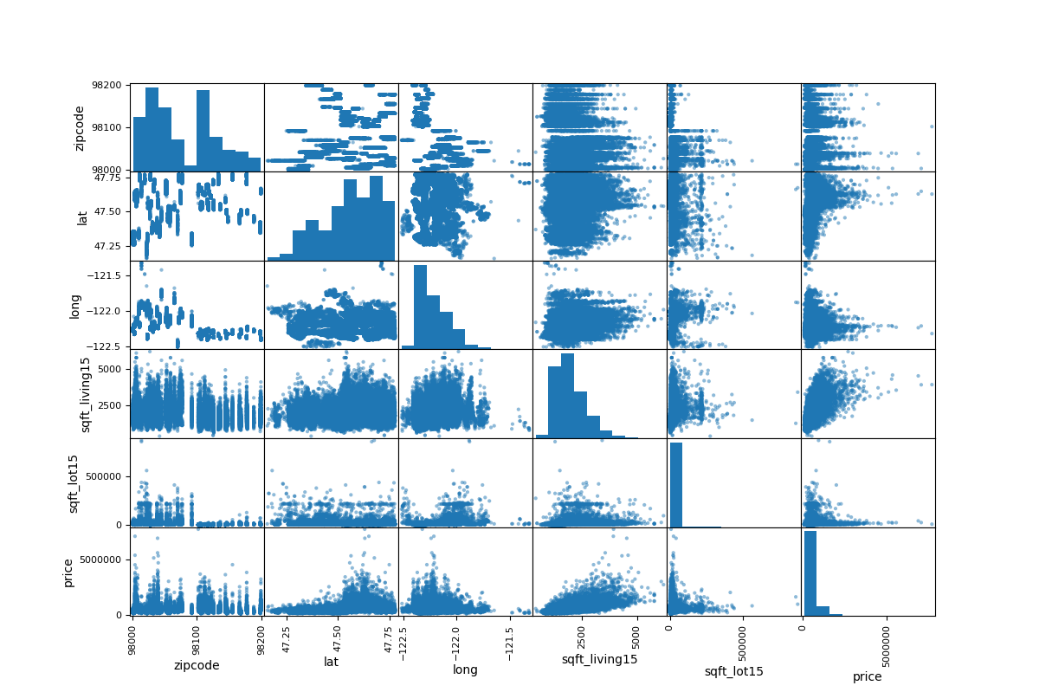 zipcode
98200
98100
98000
lat
47.75
47.50
47.25
long
−121.5
−122.0
−122.5
sqft_living15
5000
2500
sqft_lot15
500000
0
price
5000000
0
98000
98100
98200
zipcode
47.25
47.50
47.75
lat
−122.5
−122.0
−121.5
long
2500
5000
sqft_living15
0
500000
sqft_lot15
0
5000000
price